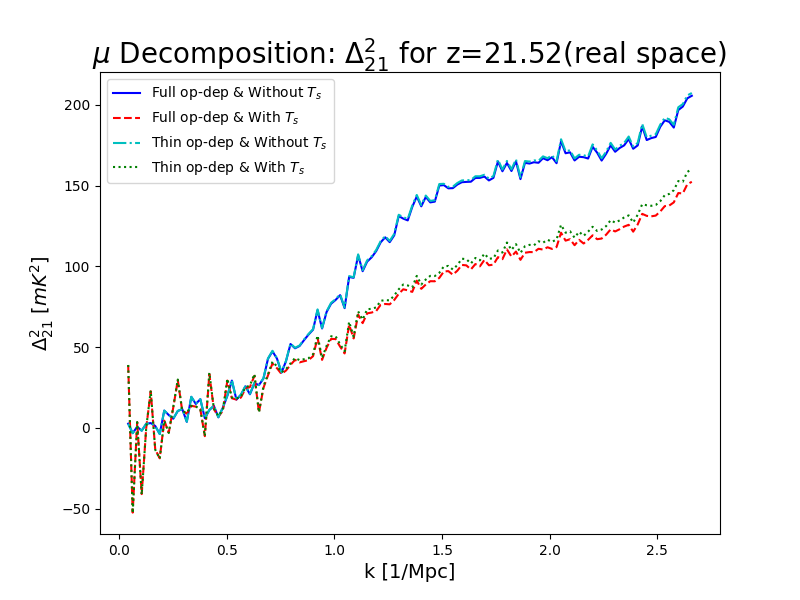 μ Decomposition: Δ²₂₁ for z=21.52(real space)
Full op-dep & Without Tₛ
Full op-dep & With Tₛ
Thin op-dep & Without Tₛ
Thin op-dep & With Tₛ
Δ²₂₁ [mK²]
200
150
100
50
0
−50
0.0 0.5 1.0 1.5 2.0 2.5
k [1/Mpc]